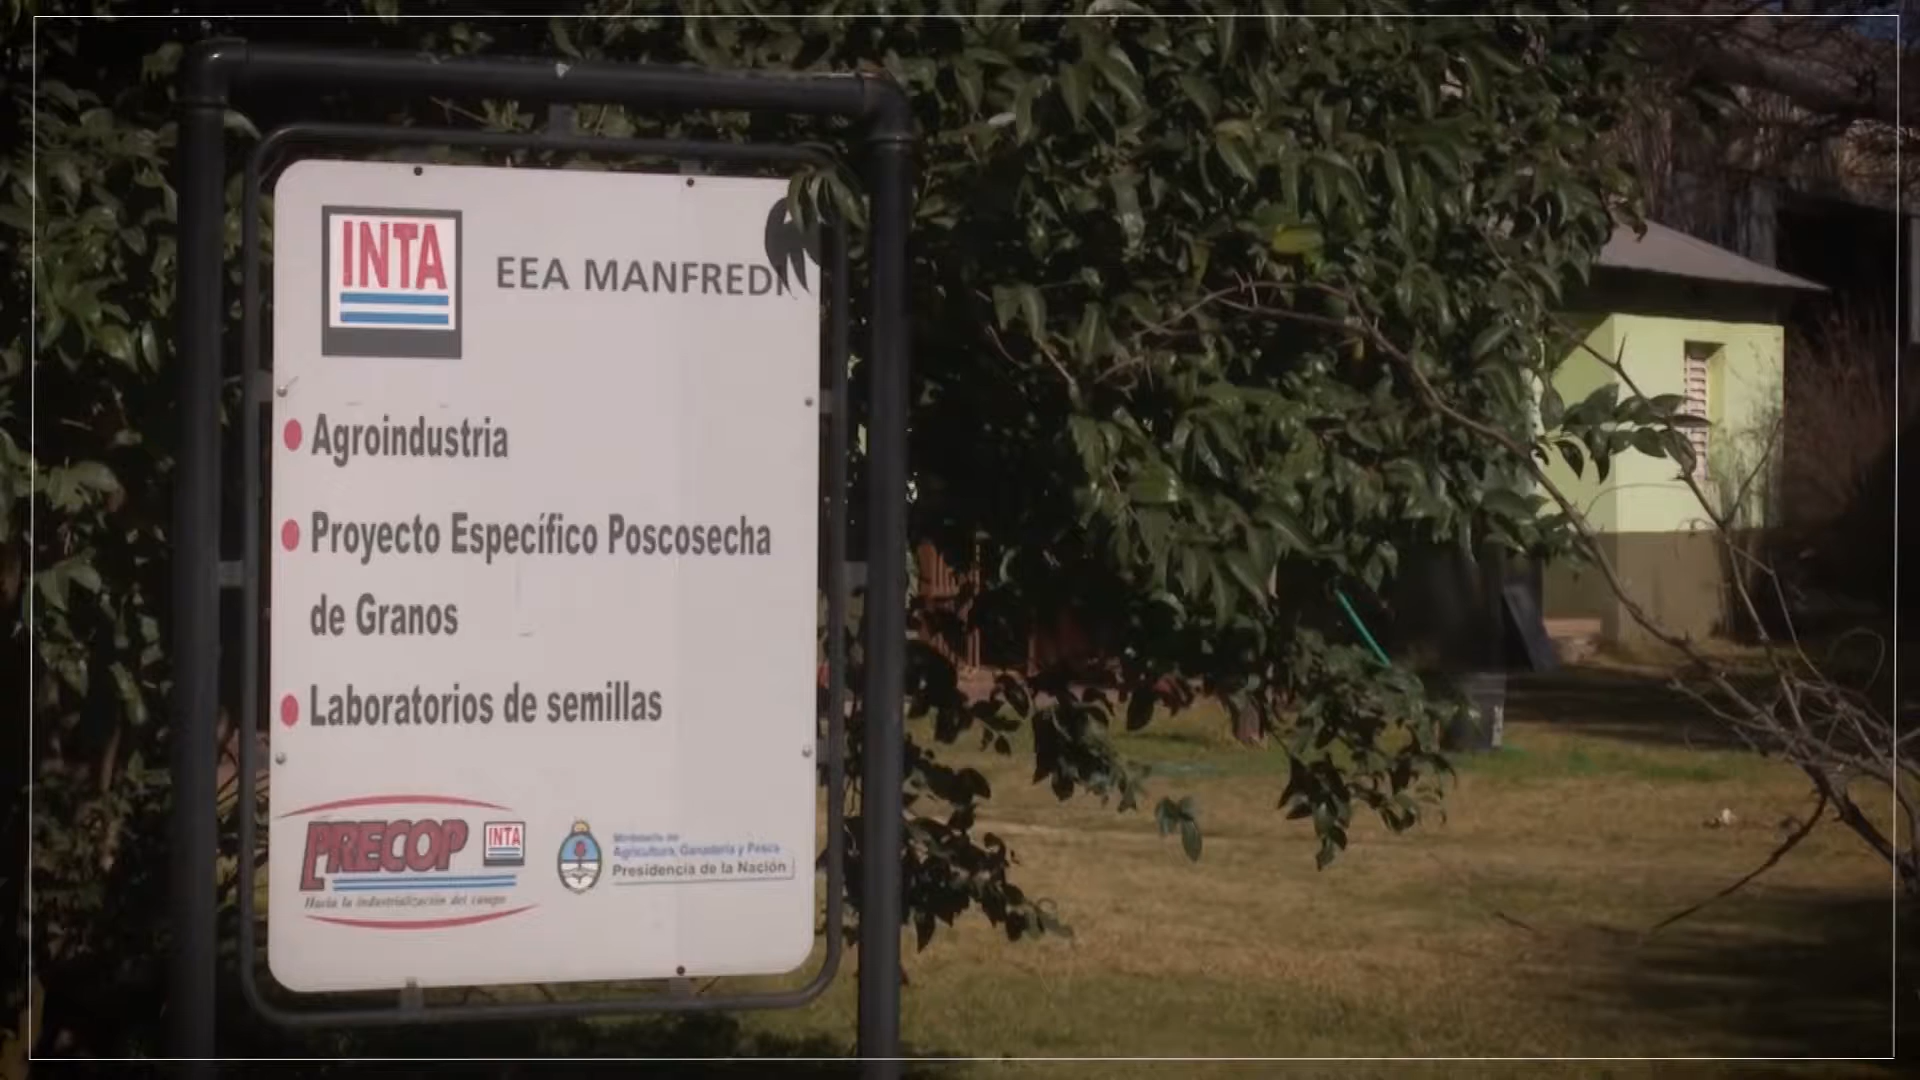 INTA
EEA MANFREDI
Agroindustria
Proyecto Específico Poscosecha
de Granos
Laboratorios de semillas
PRECOP INTA
Hacia la industrialización del campo
Ministerio de
Agricultura, Ganadería y Pesca
Presidencia de la Nación